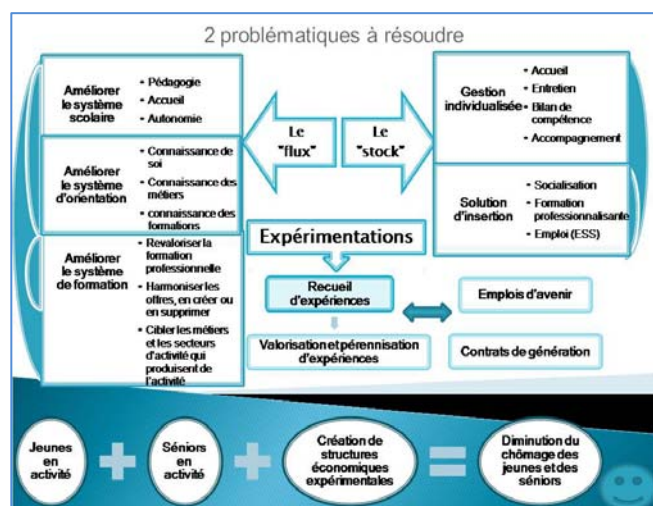 2 problématiques à résoudre
Améliorer
le système
scolaire
• Pédagogie
• Accueil
• Autonomie
Améliorer
le système
d'orientation
• Connaissance de
soi
• Connaissance des
métiers
• connaissance des
formations
Améliorer
le système
de formation
• Revaloriser la
formation
professionnelle
• Harmoniser les
offres, en créer ou
en supprimer
• Cibler les métiers
et les secteurs
d'activité qui
produisent de
l'activité
Le
"flux"
Le
"stock"
Gestion
individualisée
• Accueil
• Entretien
• Bilan de
compétence
• Accompagnement
Solution
d'insertion
• Socialisation
• Formation
professionnalisante
• Emploi (ESS)
Expérimentations
Recueil
d'expériences
Emplois d'avenir
Valorisation et pérennisation
d'expériences
Contrats de génération
Jeunes
en
activité
Séniors
en
activité
Création de
structures
économiques
expérimentales
Diminution du
chômage des
jeunes et des
séniors